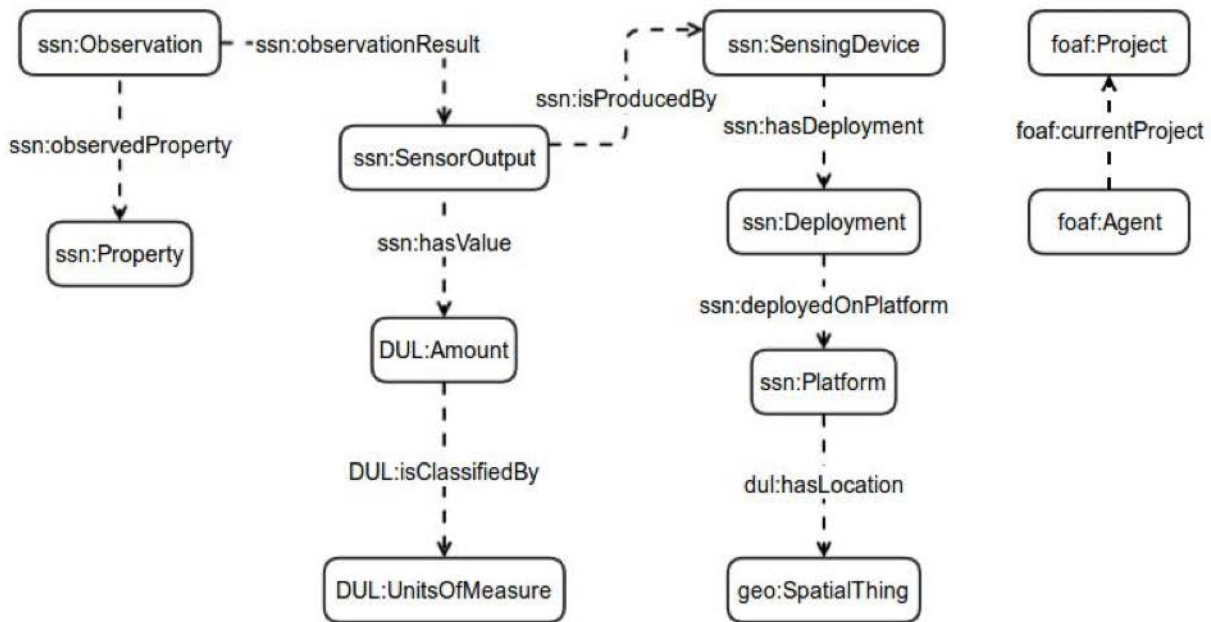 ssn:Observation
ssn:observationResult
ssn:SensingDevice
foaf:Project
ssn:isProducedBy
ssn:hasDeployment
foaf:currentProject
ssn:observedProperty
ssn:SensorOutput
ssn:Deployment
foaf:Agent
ssn:Property
ssn:hasValue
ssn:deployedOnPlatform
DUL:Amount
ssn:Platform
DUL:isClassifiedBy
dul:hasLocation
DUL:UnitsOfMeasure
geo:SpatialThing